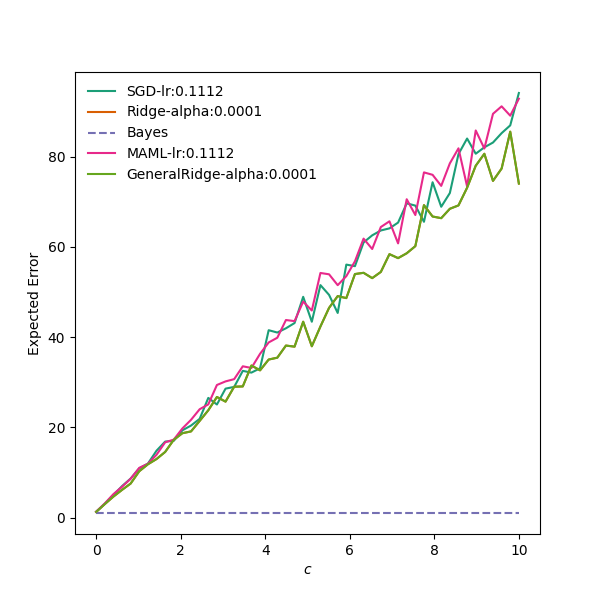 SGD-lr:0.1112
Ridge-alpha:0.0001
Bayes
MAML-lr:0.1112
GeneralRidge-alpha:0.0001
80
60
40
20
0
Expected Error
0 2 4 6 8 10
c